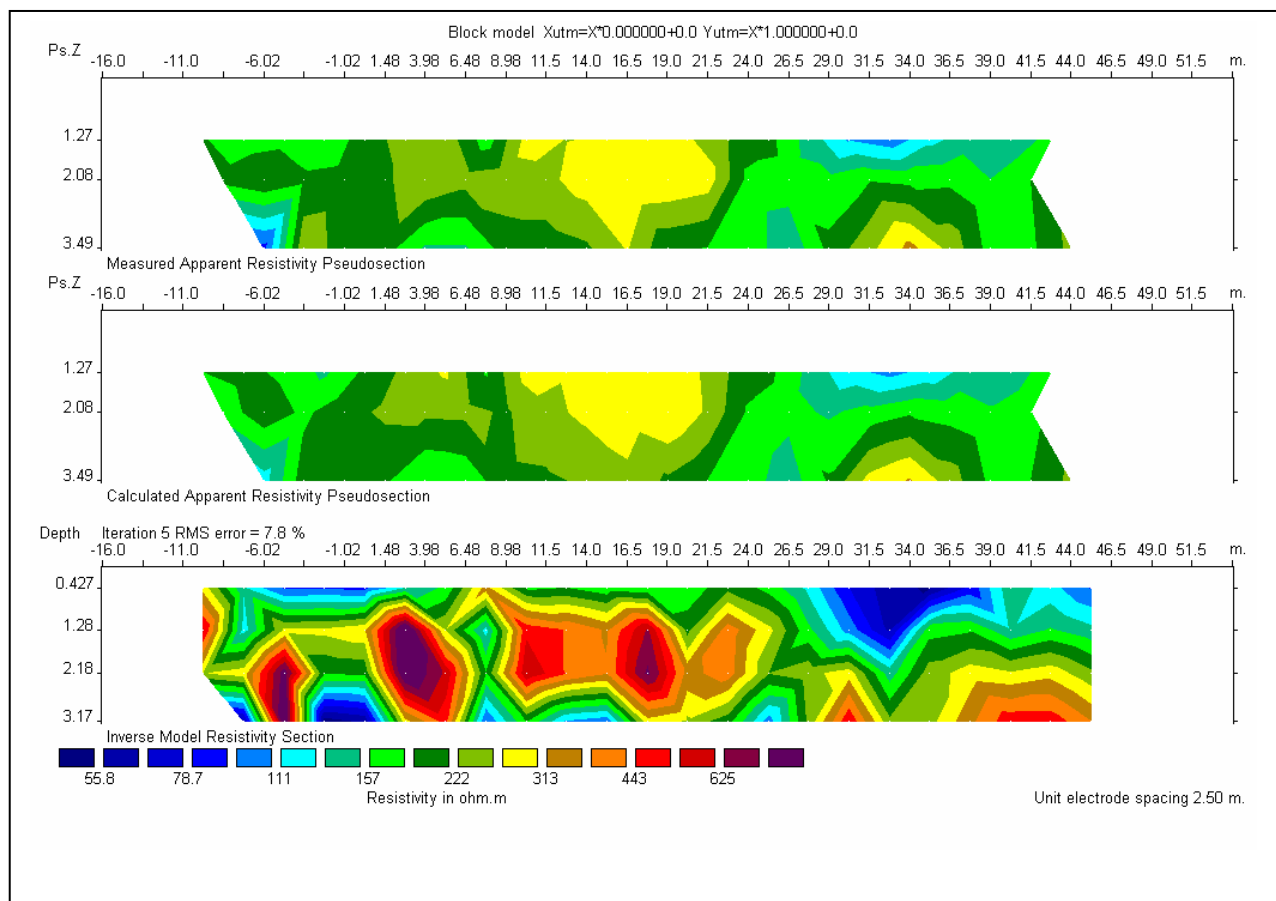 Block model Xutm=X*0.000000+0.0 Yutm=X*1.000000+0.0
Ps.Z
-16.0 -11.0 -6.02 -1.02 1.48 3.98 6.48 8.98 11.5 14.0 16.5 19.0 21.5 24.0 26.5 29.0 31.5 34.0 36.5 39.0 41.5 44.0 46.5 49.0 51.5 m.
1.27
2.08
3.49
Measured Apparent Resistivity Pseudosection
Ps.Z
-16.0 -11.0 -6.02 -1.02 1.48 3.98 6.48 8.98 11.5 14.0 16.5 19.0 21.5 24.0 26.5 29.0 31.5 34.0 36.5 39.0 41.5 44.0 46.5 49.0 51.5 m.
1.27
2.08
3.49
Calculated Apparent Resistivity Pseudosection
Depth Iteration 5 RMS error = 7.8 %
-16.0 -11.0 -6.02 -1.02 1.48 3.98 6.48 8.98 11.5 14.0 16.5 19.0 21.5 24.0 26.5 29.0 31.5 34.0 36.5 39.0 41.5 44.0 46.5 49.0 51.5 m.
0.427
1.28
2.18
3.17
Inverse Model Resistivity Section
55.8 78.7 111 157 222 313 443 625
Resistivity in ohm.m Unit electrode spacing 2.50 m.